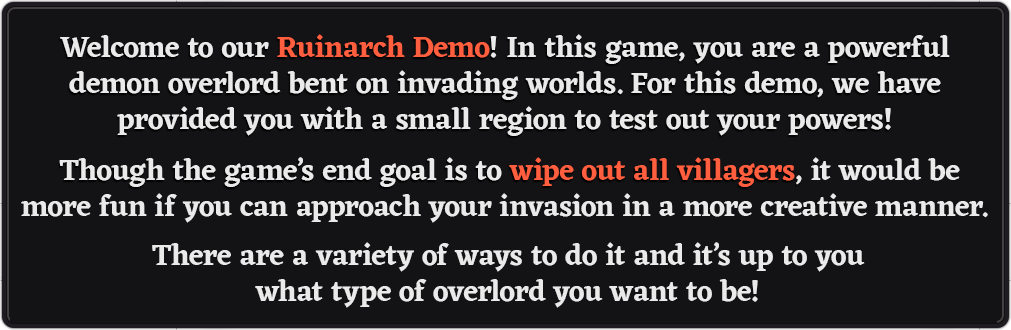 Welcome to our Ruinarch Demo! In this game, you are a powerful
demon overlord bent on invading worlds. For this demo, we have
provided you with a small region to test out your powers!
Though the game’s end goal is to wipe out all villagers, it would be
more fun if you can approach your invasion in a more creative manner.
There are a variety of ways to do it and it’s up to you
what type of overlord you want to be!